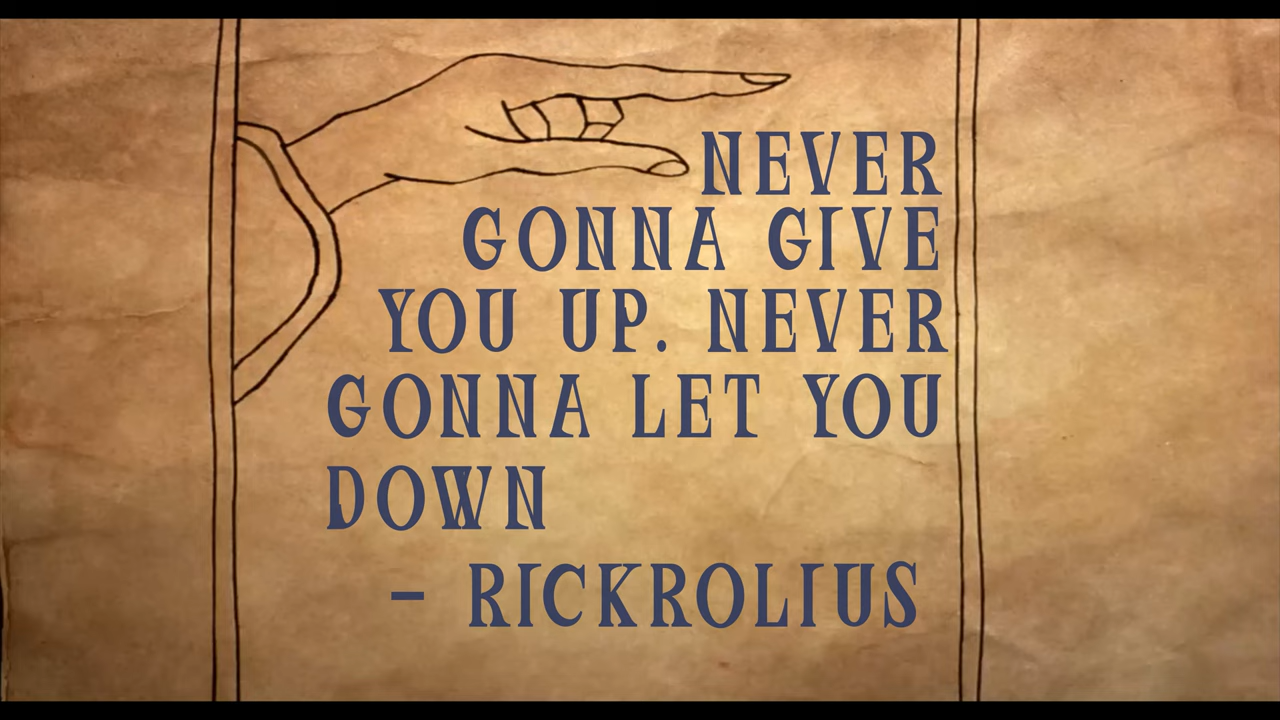 NEVER
GONNA GIVE
YOU UP. NEVER
GONNA LET YOU
DOWN
- RICKROLIUS